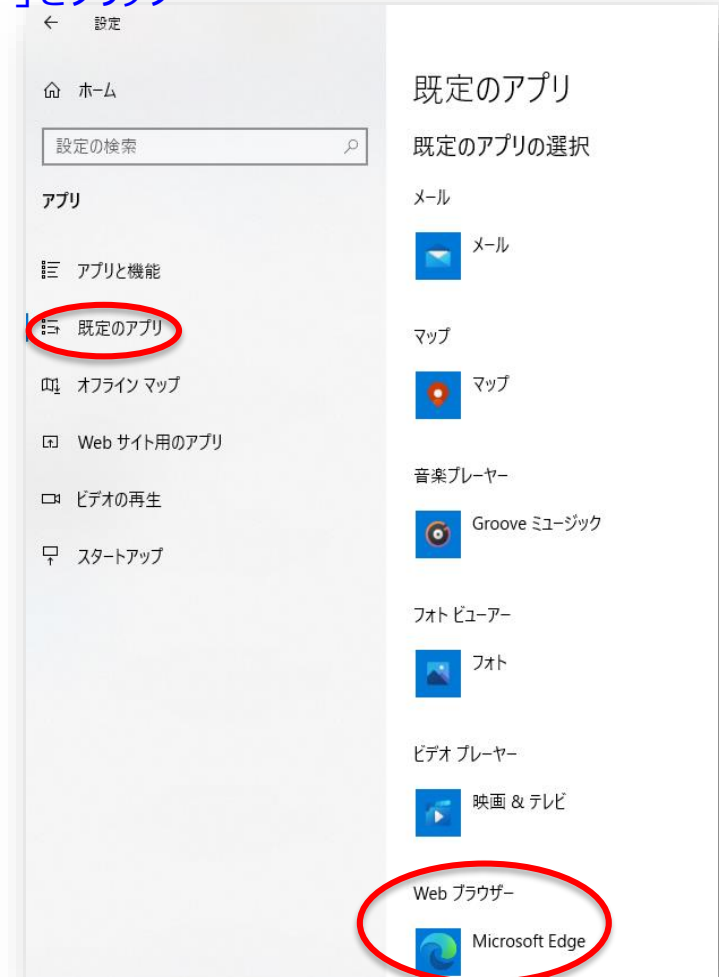 」をクリック
設定
ホーム
設定の検索
アプリ
アプリと機能
既定のアプリ
オフライン マップ
Web サイト用のアプリ
ビデオの再生
スタートアップ
既定のアプリ
既定のアプリの選択
メール
メール
マップ
マップ
音楽プレーヤー
Groove ミュージック
フォト ビューアー
フォト
ビデオ プレーヤー
映画 & テレビ
Web ブラウザー
Microsoft Edge